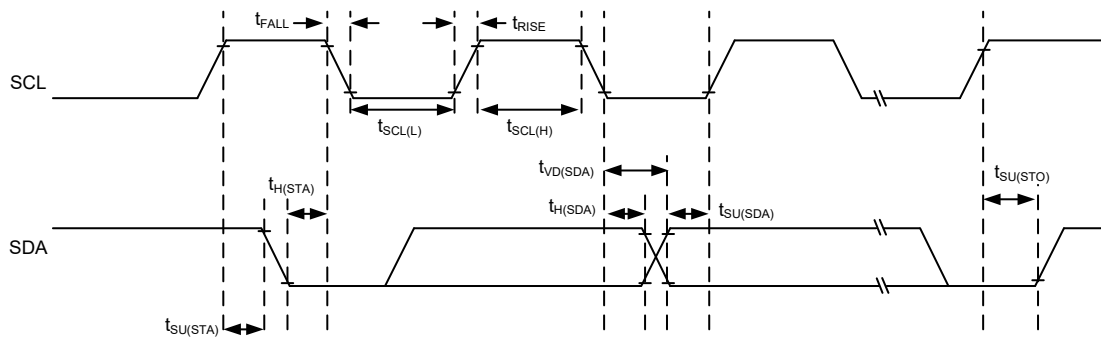 tFALL
tRISE
SCL
tSCL(L)
tSCL(H)
tVD(SDA)
tH(STA)
tH(SDA)
tSU(SDA)
tSU(STO)
SDA
tSU(STA)